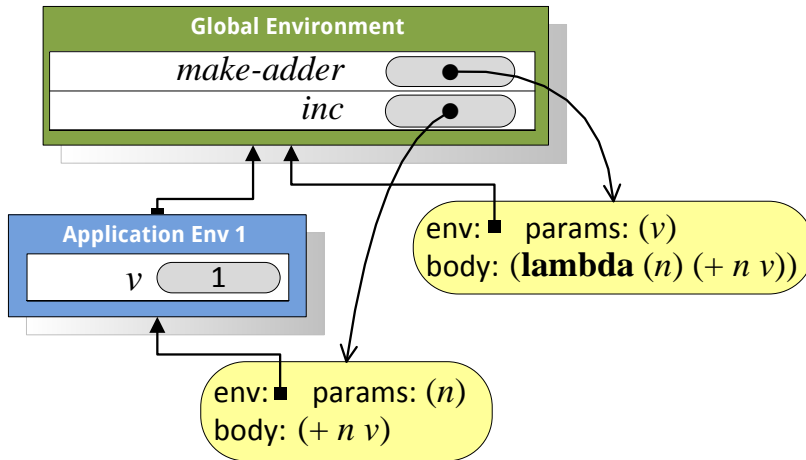 Global Environment
make-adder
inc
Application Env 1
v 1
env: params: (v)
body: (lambda (n) (+ n v))
env: params: (n)
body: (+ n v)